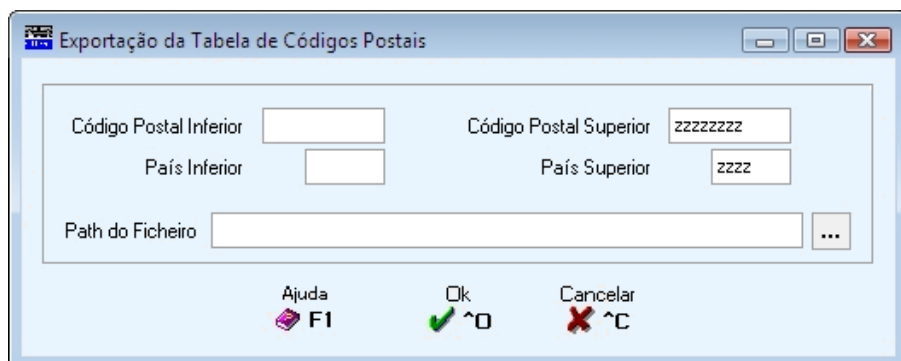 Exportação da Tabela de Códigos Postais
Código Postal Inferior Código Postal Superior zzzzzzzz
País Inferior País Superior zzzz
Path do Ficheiro ...
Ajuda Ok Cancelar
F1 ^O ^C